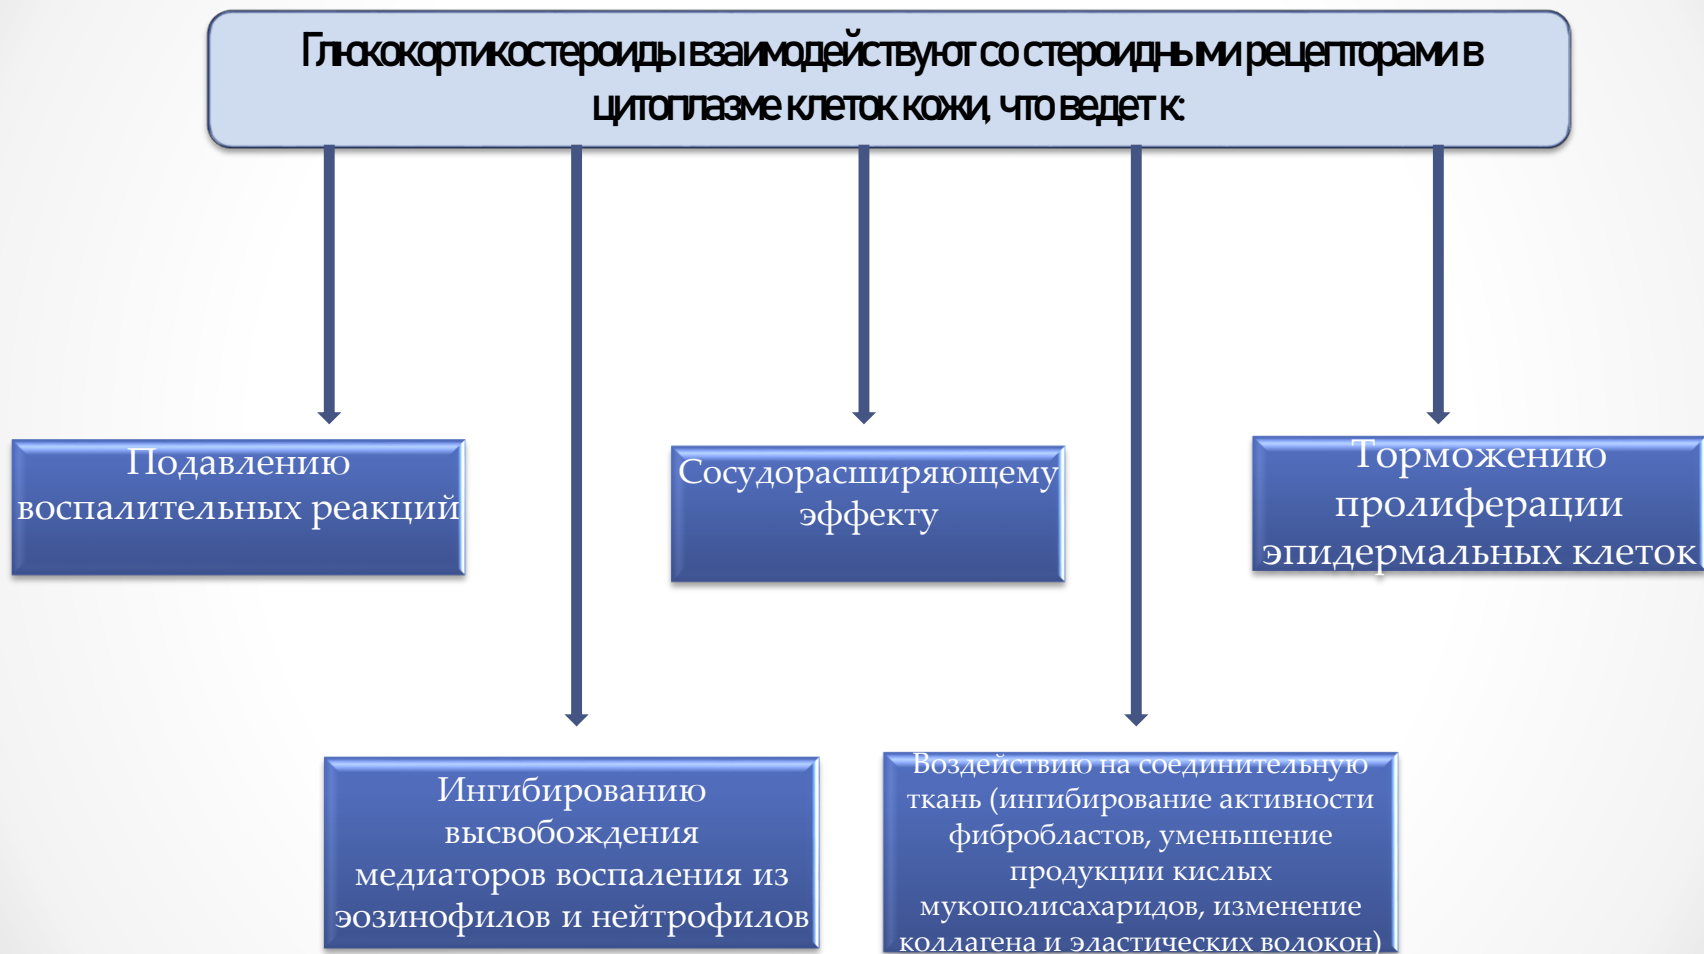 Глюкокортикостероиды взаимодействуют со стероидными рецепторами в
цитоплазме клеток кожи, что ведет к:
Подавлению
воспалительных реакций
Сосудорасширяющему
эффекту
Торможению
пролиферации
эпидермальных клеток
Ингибированию
высвобождения
медиаторов воспаления из
эозинофилов и нейтрофилов
Воздействию на соединительную
ткань (ингибирование активности
фибробластов, уменьшение
продукции кислых
мукополисахаридов, изменение
коллагена и эластических волокон)